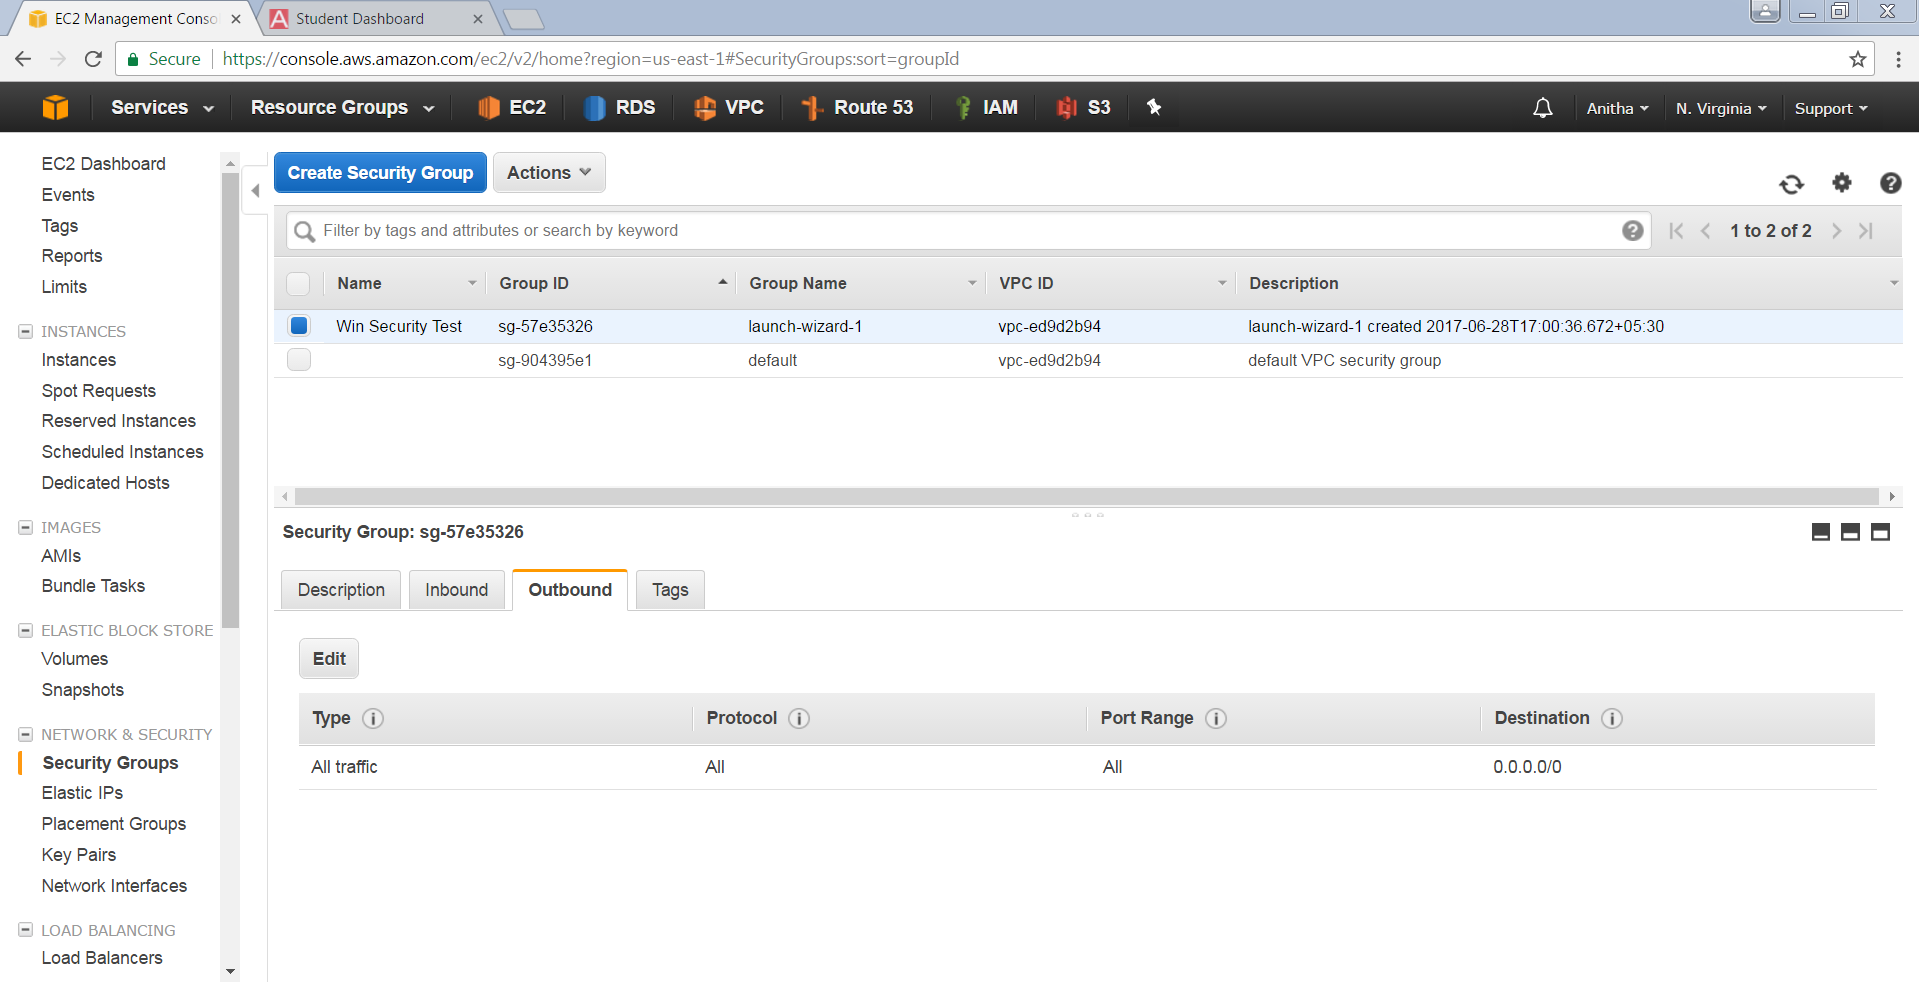 EC2 Management Conso
Student Dashboard
Secure https://console.aws.amazon.com/ec2/v2/home?region=us-east-1#SecurityGroups:sort=groupId
Services Resource Groups EC2 RDS VPC Route 53 IAM S3 Anitha N. Virginia Support
EC2 Dashboard
Events
Tags
Reports
Limits
INSTANCES
Instances
Spot Requests
Reserved Instances
Scheduled Instances
Dedicated Hosts
IMAGES
AMIs
Bundle Tasks
ELASTIC BLOCK STORE
Volumes
Snapshots
NETWORK & SECURITY
Security Groups
Elastic IPs
Placement Groups
Key Pairs
Network Interfaces
LOAD BALANCING
Load Balancers
Create Security Group Actions
Filter by tags and attributes or search by keyword 1 to 2 of 2
Name Group ID Group Name VPC ID Description
Win Security Test sg-57e35326 launch-wizard-1 vpc-ed9d2b94 launch-wizard-1 created 2017-06-28T17:00:36.672+05:30
sg-904395e1 default vpc-ed9d2b94 default VPC security group
Security Group: sg-57e35326
Description Inbound Outbound Tags
Edit
Type Protocol Port Range Destination
All traffic All All 0.0.0.0/0